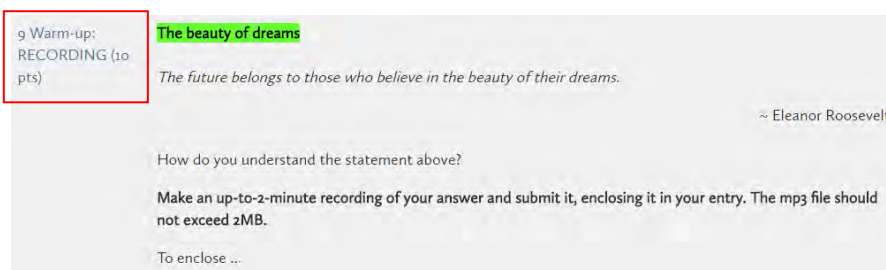 9 Warm-up:
RECORDING (10
pts)
The beauty of dreams
The future belongs to those who believe in the beauty of their dreams.
~ Eleanor Roosevelt
How do you understand the statement above?
Make an up-to-2-minute recording of your answer and submit it, enclosing it in your entry. The mp3 file should
not exceed 2MB.
To enclose ...